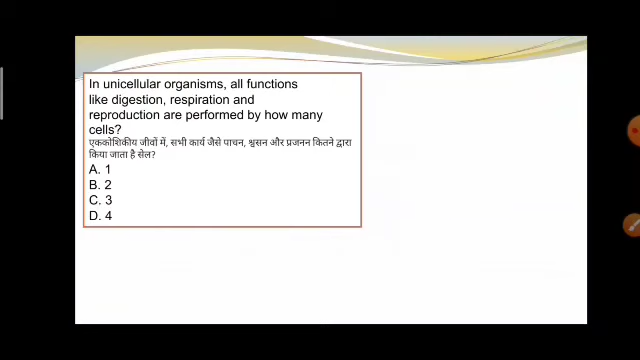 In unicellular organisms, all functions
like digestion, respiration and
reproduction are performed by how many
cells?
एककोशिकीय जीवों में, सभी कार्य जैसे पाचन, श्वसन और प्रजनन कितने द्वारा
किया जाता है सेल?
A. 1
B. 2
C. 3
D. 4